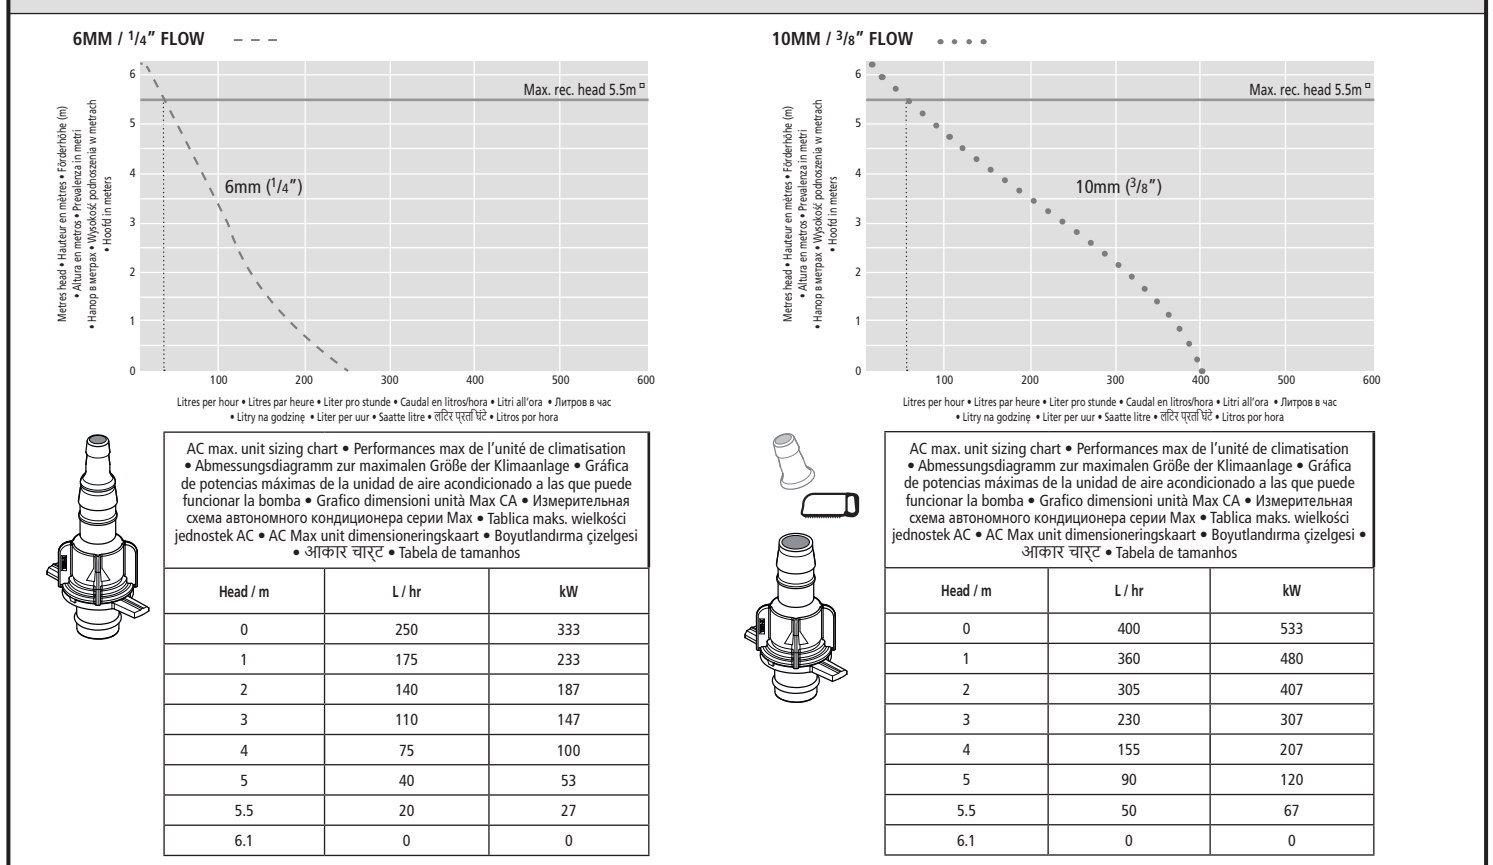 6MM / 1/4″ FLOW
6
5
4
3
2
1
0
Max. rec. head 5.5m
6mm (1/4″)
Metres head • Hauteur en mètres • Förderhöhe (m)
• Altura en metros • Prevalenza in metri
• Напор в метрах • Wysokość podnoszenia w metrach
• Hoofd in meters
100 200 300 400 500 600
Litres per hour • Litres par heure • Liter pro stunde • Caudal en litros/hora • Litri all'ora • Литров в час
• Litry na godzinę • Liter per uur • Saatte litre • लटिर प्रतघिंटे • Litros por hora
AC max. unit sizing chart • Performances max de l'unité de climatisation
• Abmessungsdiagramm zur maximalen Größe der Klimaanlage • Gráfica
de potencias máximas de la unidad de aire acondicionado a las que puede
funcionar la bomba • Grafico dimensioni unità Max CA • Измерительная
схема автономного кондиционера серии Max • Tablica maks. wielkości
jednostek AC • AC Max unit dimensioneringskaart • Boyutlandırma çizelgesi
• आकार चार्ट • Tabela de tamanhos
Head / m L / hr kW
0 250 333
1 175 233
2 140 187
3 110 147
4 75 100
5 40 53
5.5 20 27
6.1 0 0
10MM / 3/8″ FLOW
6
5
4
3
2
1
0
Max. rec. head 5.5m
10mm (3/8″)
Metres head • Hauteur en mètres • Förderhöhe (m)
• Altura en metros • Prevalenza in metri
• Напор в метрах • Wysokość podnoszenia w metrach
• Hoofd in meters
100 200 300 400 500 600
Litres per hour • Litres par heure • Liter pro stunde • Caudal en litros/hora • Litri all'ora • Литров в час
• Litry na godzinę • Liter per uur • Saatte litre • लटिर प्रतघिंटे • Litros por hora
AC max. unit sizing chart • Performances max de l'unité de climatisation
• Abmessungsdiagramm zur maximalen Größe der Klimaanlage • Gráfica
de potencias máximas de la unidad de aire acondicionado a las que puede
funcionar la bomba • Grafico dimensioni unità Max CA • Измерительная
схема автономного кондиционера серии Max • Tablica maks. wielkości
jednostek AC • AC Max unit dimensioneringskaart • Boyutlandırma çizelgesi •
आकार चार्ट • Tabela de tamanhos
Head / m L / hr kW
0 400 533
1 360 480
2 305 407
3 230 307
4 155 207
5 90 120
5.5 50 67
6.1 0 0